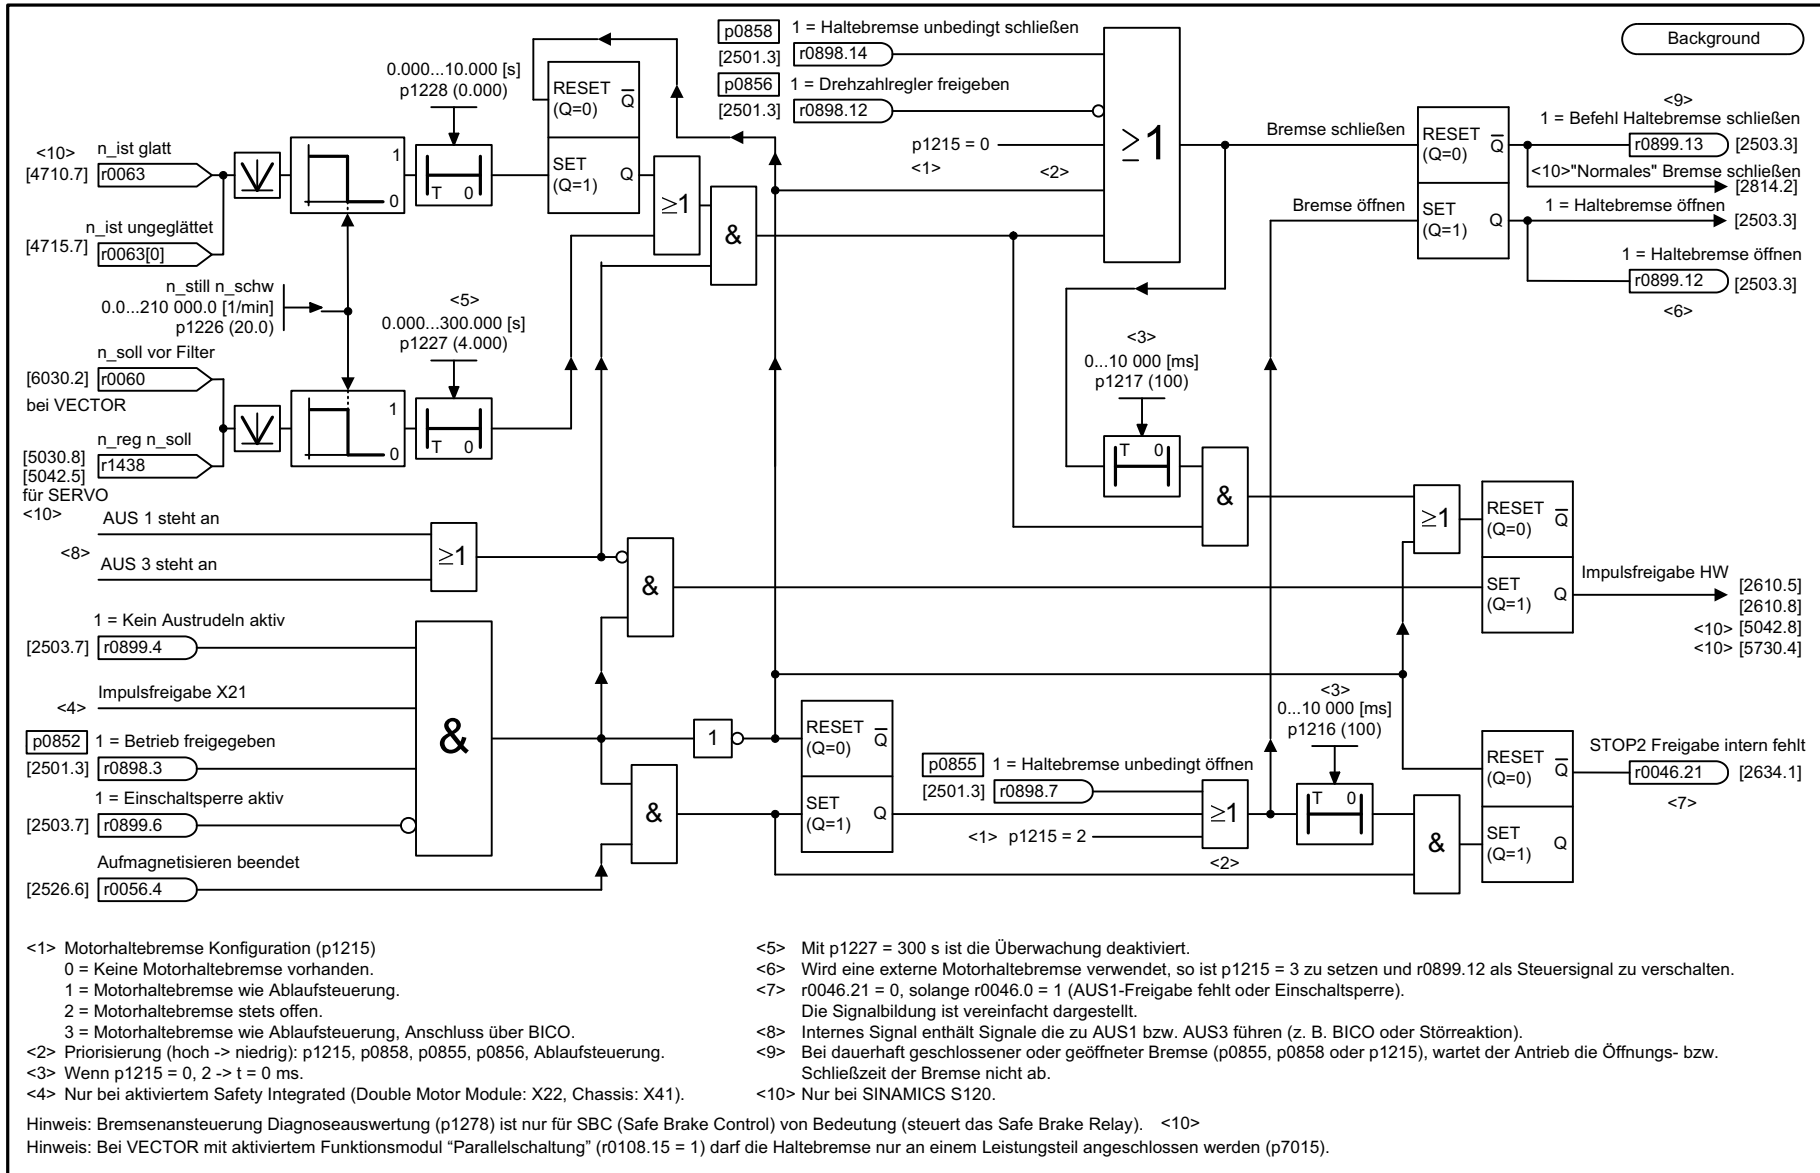 p0858 1 = Haltebremse unbedingt schließen
[2501.3] r0898.14
p0856 1 = Drehzahlregler freigeben
[2501.3] r0898.12
p1215 = 0
<1>
<2>
≥1
Background
0.000...10.000 [s]
p1228 (0.000)
RESET
(Q=0)
Q
SET
(Q=1)
Q
<10>
[4710.7]
n_ist glatt
r0063
1
0
T 0
n_ist ungeglättet
[4715.7]
r0063[0]
≥1
&
n_still n_schw
0.0...210 000.0 [1/min]
p1226 (20.0)
<5>
0.000...300.000 [s]
p1227 (4.000)
n_soll vor Filter
[6030.2] r0060
bei VECTOR
1
0
T 0
n_reg n_soll
[5030.8]
[5042.5]
r1438
für SERVO
<10>
Bremse schließen
Bremse öffnen
RESET
(Q=0)
Q
SET
(Q=1)
Q
<9>
1 = Befehl Haltebremse schließen
r0899.13 [2503.3]
<10>"Normales" Bremse schließen
[2814.2]
1 = Haltebremse öffnen
[2503.3]
1 = Haltebremse öffnen
r0899.12 [2503.3]
<6>
<3>
0...10 000 [ms]
p1217 (100)
T 0
&
≥1
RESET
(Q=0)
Q
SET
(Q=1)
Q
Impulsfreigabe HW
[2610.5]
[2610.8]
<10> [5042.8]
<10> [5730.4]
AUS 1 steht an
<8>
AUS 3 steht an
≥1
&
1 = Kein Austrudeln aktiv
[2503.7] r0899.4
Impulsfreigabe X21
<4>
p0852 1 = Betrieb freigegeben
[2501.3] r0898.3
1 = Einschaltsperre aktiv
[2503.7] r0899.6
&
Aufmagnetisieren beendet
[2526.6] r0056.4
1
&
RESET
(Q=0)
Q
SET
(Q=1)
Q
p0855 1 = Haltebremse unbedingt öffnen
[2501.3] r0898.7
<1> p1215 = 2
≥1
<2>
<3>
0...10 000 [ms]
p1216 (100)
T 0
&
RESET
(Q=0)
Q
SET
(Q=1)
Q
STOP2 Freigabe intern fehlt
r0046.21 [2634.1]
<7>
<1> Motorhaltebremse Konfiguration (p1215)
0 = Keine Motorhaltebremse vorhanden.
1 = Motorhaltebremse wie Ablaufsteuerung.
2 = Motorhaltebremse stets offen.
3 = Motorhaltebremse wie Ablaufsteuerung, Anschluss über BICO.
<2> Priorisierung (hoch -> niedrig): p1215, p0858, p0855, p0856, Ablaufsteuerung.
<3> Wenn p1215 = 0, 2 -> t = 0 ms.
<4> Nur bei aktiviertem Safety Integrated (Double Motor Module: X22, Chassis: X41).
<5> Mit p1227 = 300 s ist die Überwachung deaktiviert.
<6> Wird eine externe Motorhaltebremse verwendet, so ist p1215 = 3 zu setzen und r0899.12 als Steuersignal zu verschalten.
<7> r0046.21 = 0, solange r0046.0 = 1 (AUS1-Freigabe fehlt oder Einschaltsperre).
Die Signalbildung ist vereinfacht dargestellt.
<8> Internes Signal enthält Signale die zu AUS1 bzw. AUS3 führen (z. B. BICO oder Störreaktion).
<9> Bei dauerhaft geschlossener oder geöffneter Bremse (p0855, p0858 oder p1215), wartet der Antrieb die Öffnungs- bzw.
Schließzeit der Bremse nicht ab.
<10> Nur bei SINAMICS S120.
Hinweis: Bremsenansteuerung Diagnoseauswertung (p1278) ist nur für SBC (Safe Brake Control) von Bedeutung (steuert das Safe Brake Relay). <10>
Hinweis: Bei VECTOR mit aktiviertem Funktionsmodul “Parallelschaltung” (r0108.15 = 1) darf die Haltebremse nur an einem Leistungsteil angeschlossen werden (p7015).